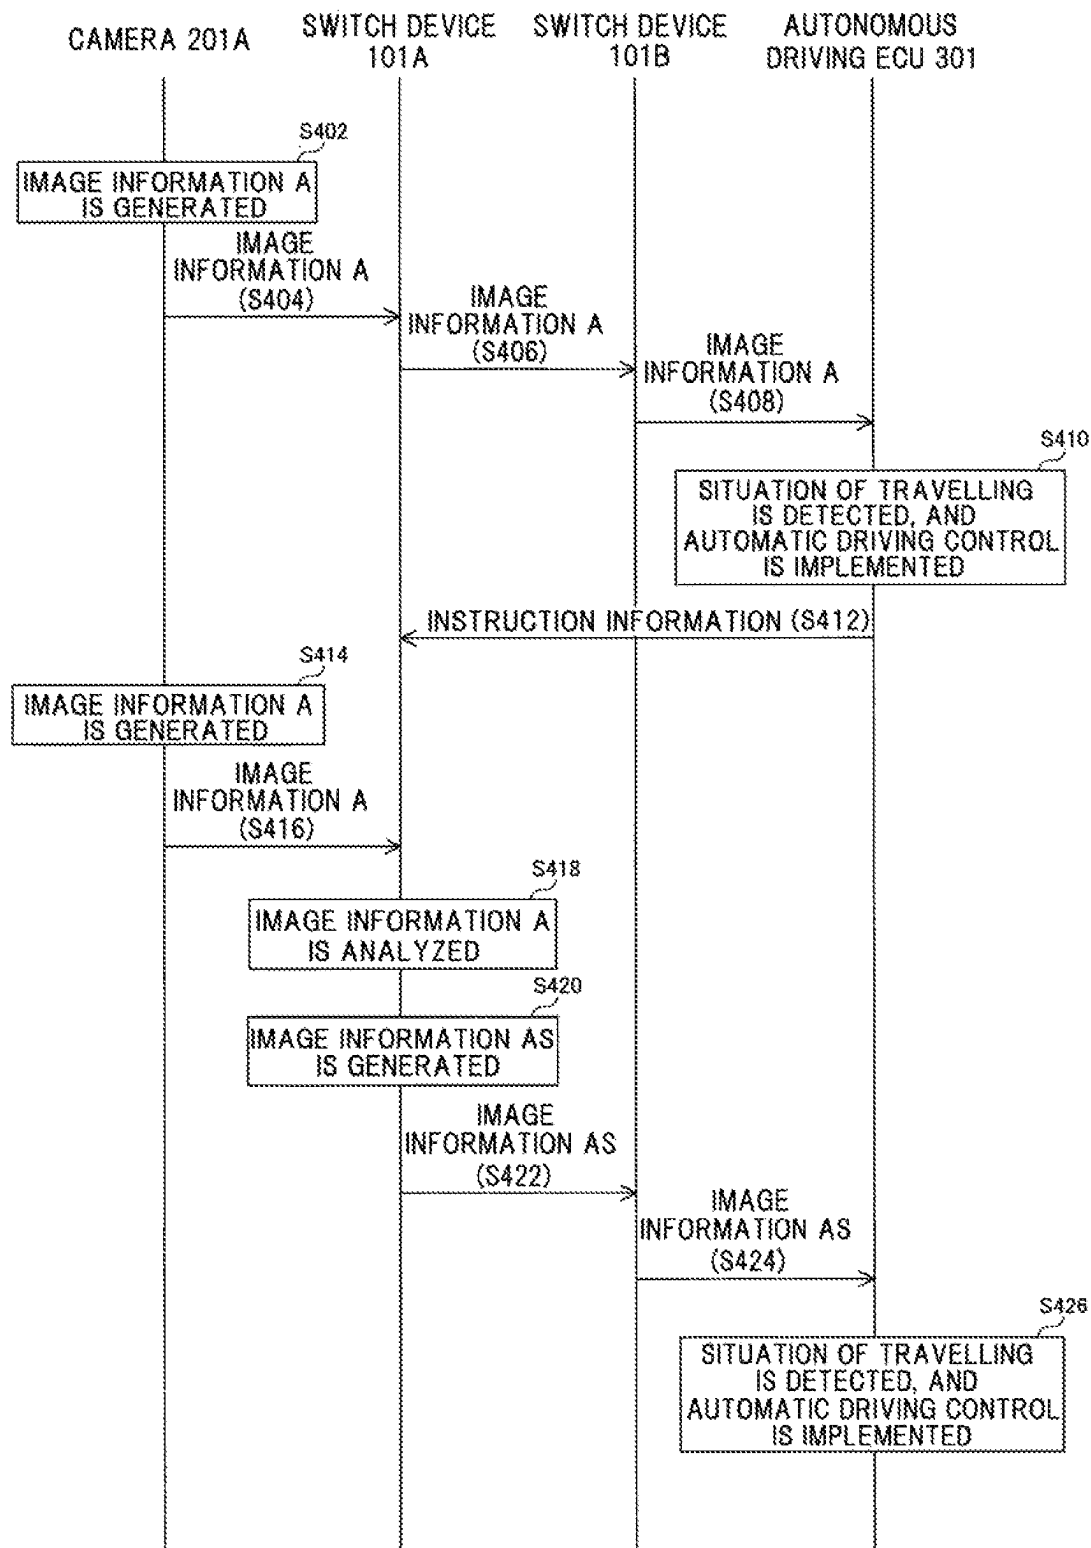 CAMERA 201A
SWITCH DEVICE
101A
SWITCH DEVICE
101B
AUTONOMOUS
DRIVING ECU 301
S402
IMAGE INFORMATION A
IS GENERATED
IMAGE
INFORMATION A
(S404)
IMAGE
INFORMATION A
(S406)
IMAGE
INFORMATION A
(S408)
S410
SITUATION OF TRAVELLING
IS DETECTED, AND
AUTOMATIC DRIVING CONTROL
IS IMPLEMENTED
INSTRUCTION INFORMATION (S412)
S414
IMAGE INFORMATION A
IS GENERATED
IMAGE
INFORMATION A
(S416)
S418
IMAGE INFORMATION A
IS ANALYZED
S420
IMAGE INFORMATION AS
IS GENERATED
IMAGE
INFORMATION AS
(S422)
IMAGE
INFORMATION AS
(S424)
S426
SITUATION OF TRAVELLING
IS DETECTED, AND
AUTOMATIC DRIVING CONTROL
IS IMPLEMENTED